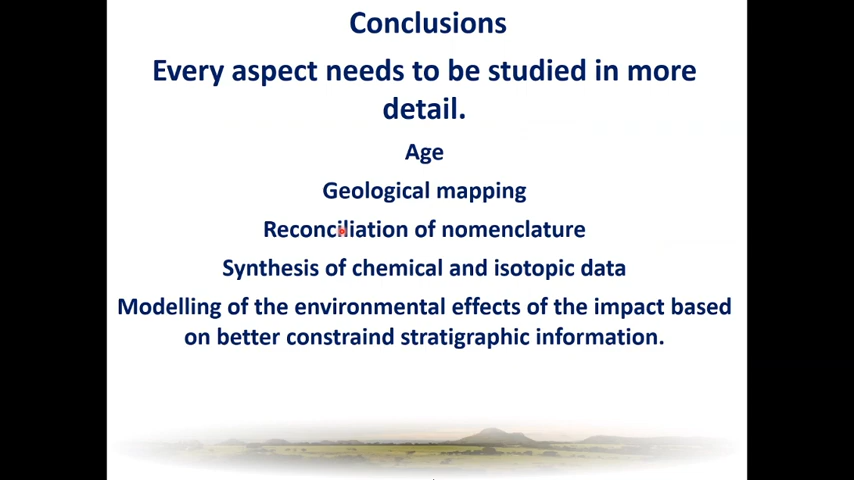 Conclusions
Every aspect needs to be studied in more
detail.
Age
Geological mapping
Reconciliation of nomenclature
Synthesis of chemical and isotopic data
Modelling of the environmental effects of the impact based
on better constraind stratigraphic information.